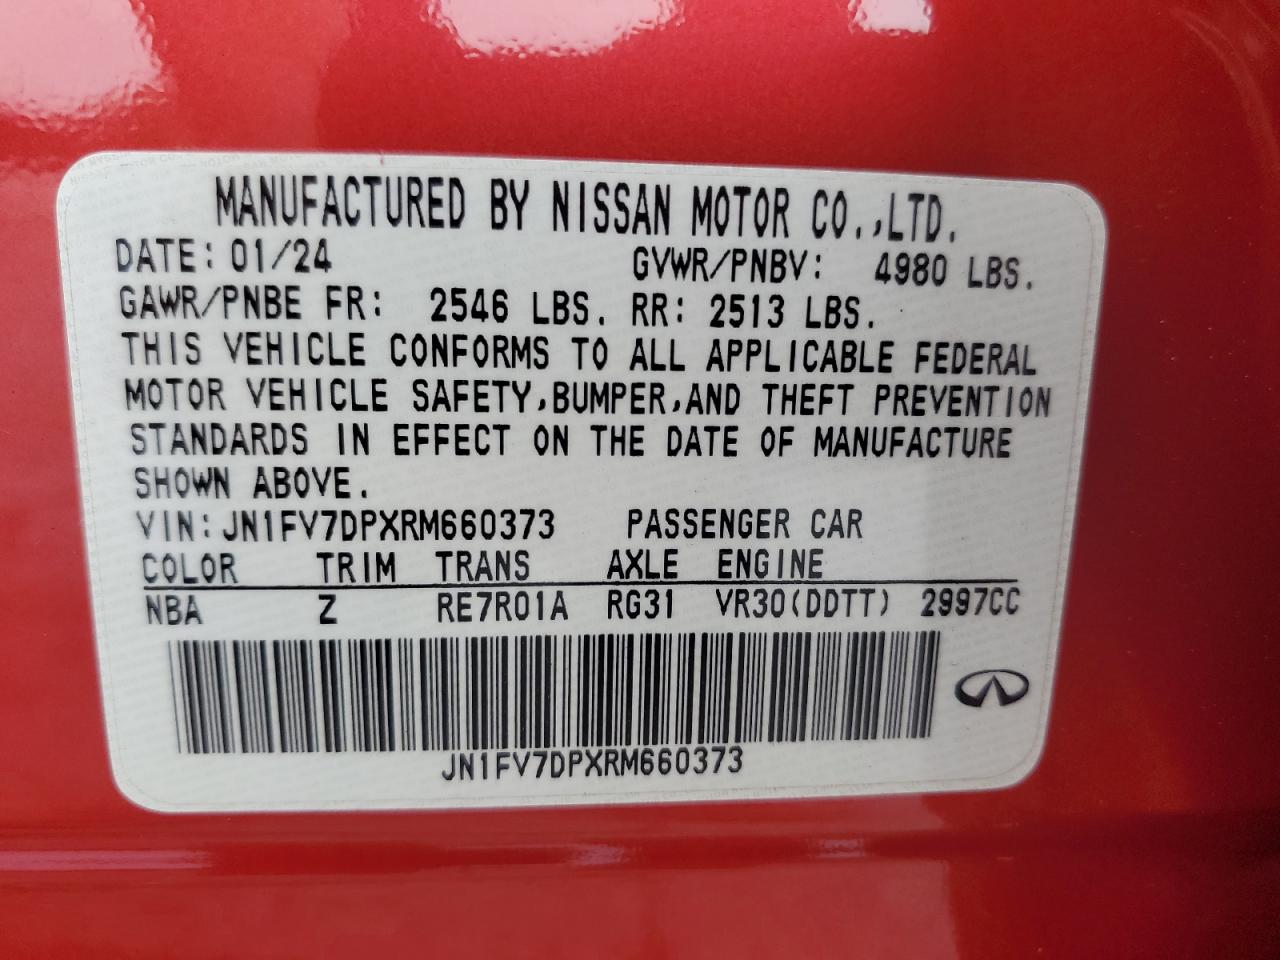 MANUFACTURED BY NISSAN MOTOR CO.,LTD.
DATE: 01/24 GVWR/PNBV: 4980 LBS.
GAWR/PNBE FR: 2546 LBS. RR: 2513 LBS.
THIS VEHICLE CONFORMS TO ALL APPLICABLE FEDERAL
MOTOR VEHICLE SAFETY,BUMPER,AND THEFT PREVENTION
STANDARDS IN EFFECT ON THE DATE OF MANUFACTURE
SHOWN ABOVE.
VIN: JN1FV7DPXRM660373 PASSENGER CAR
COLOR TRIM TRANS AXLE ENGINE
NBA Z RE7R01A RG31 VR30(DDTT) 2997CC
JN1FV7DPXRM660373